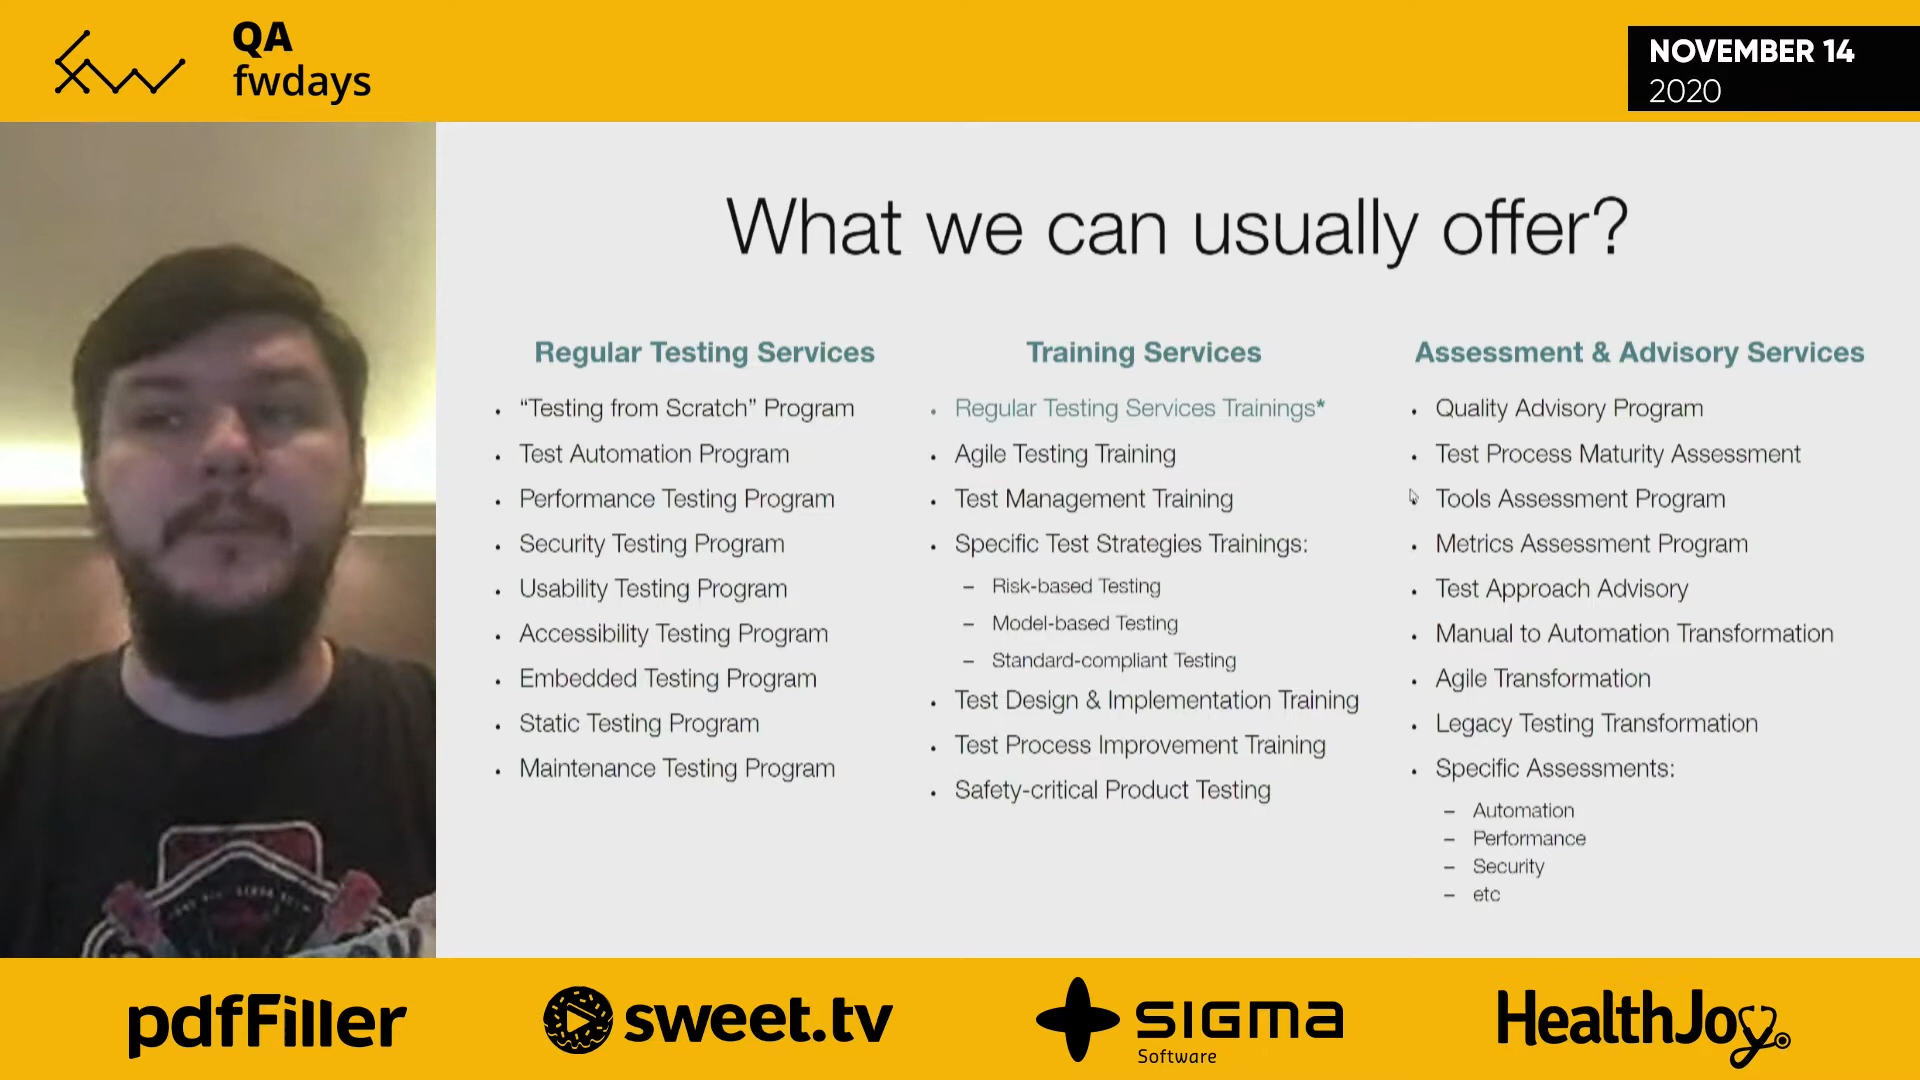 QA
fwdays
NOVEMBER 14
2020
What we can usually offer?
Regular Testing Services
• “Testing from Scratch” Program
• Test Automation Program
• Performance Testing Program
• Security Testing Program
• Usability Testing Program
• Accessibility Testing Program
• Embedded Testing Program
• Static Testing Program
• Maintenance Testing Program
Training Services
• Regular Testing Services Trainings*
• Agile Testing Training
• Test Management Training
• Specific Test Strategies Trainings:
– Risk-based Testing
– Model-based Testing
– Standard-compliant Testing
• Test Design & Implementation Training
• Test Process Improvement Training
• Safety-critical Product Testing
Assessment & Advisory Services
• Quality Advisory Program
• Test Process Maturity Assessment
Tools Assessment Program
• Metrics Assessment Program
• Test Approach Advisory
• Manual to Automation Transformation
• Agile Transformation
• Legacy Testing Transformation
• Specific Assessments:
– Automation
– Performance
– Security
– etc
pdfFiller
sweet.tv
SIGMA
Software
HealthJoy